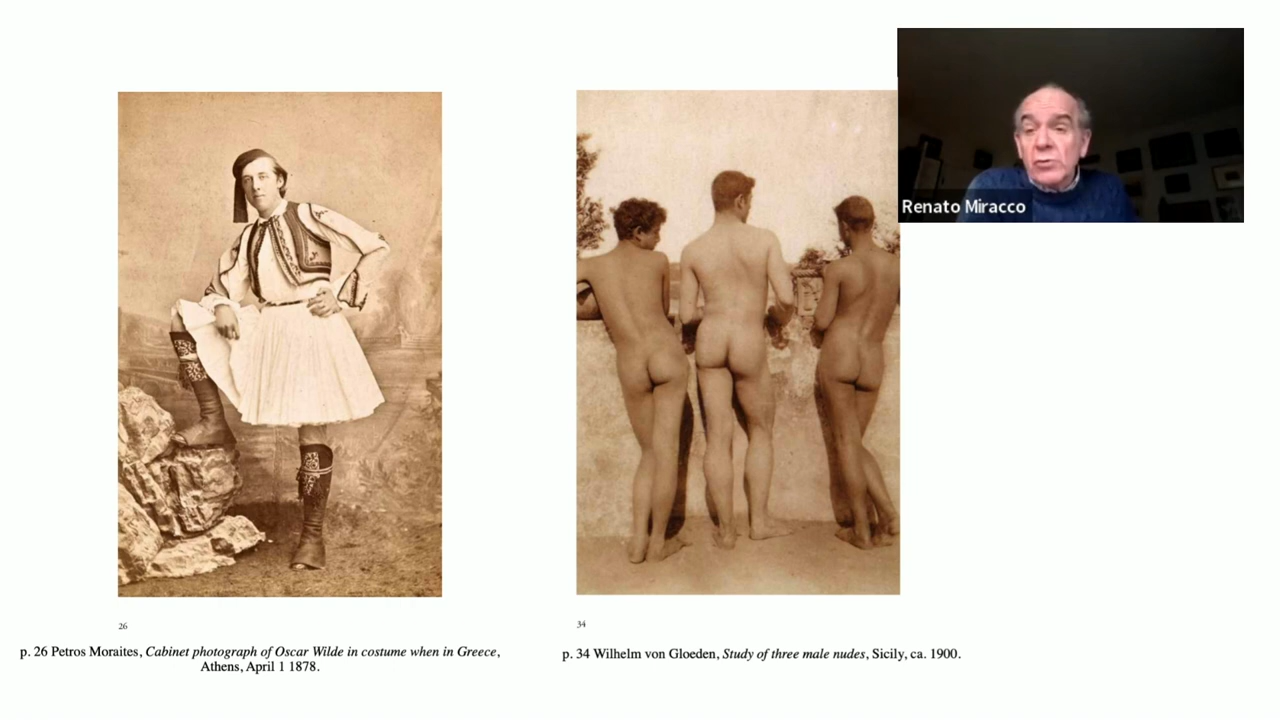 Renato Miracco
26
34
p. 26 Petros Moraites, Cabinet photograph of Oscar Wilde in costume when in Greece,
Athens, April 1 1878.
p. 34 Wilhelm von Gloeden, Study of three male nudes, Sicily, ca. 1900.